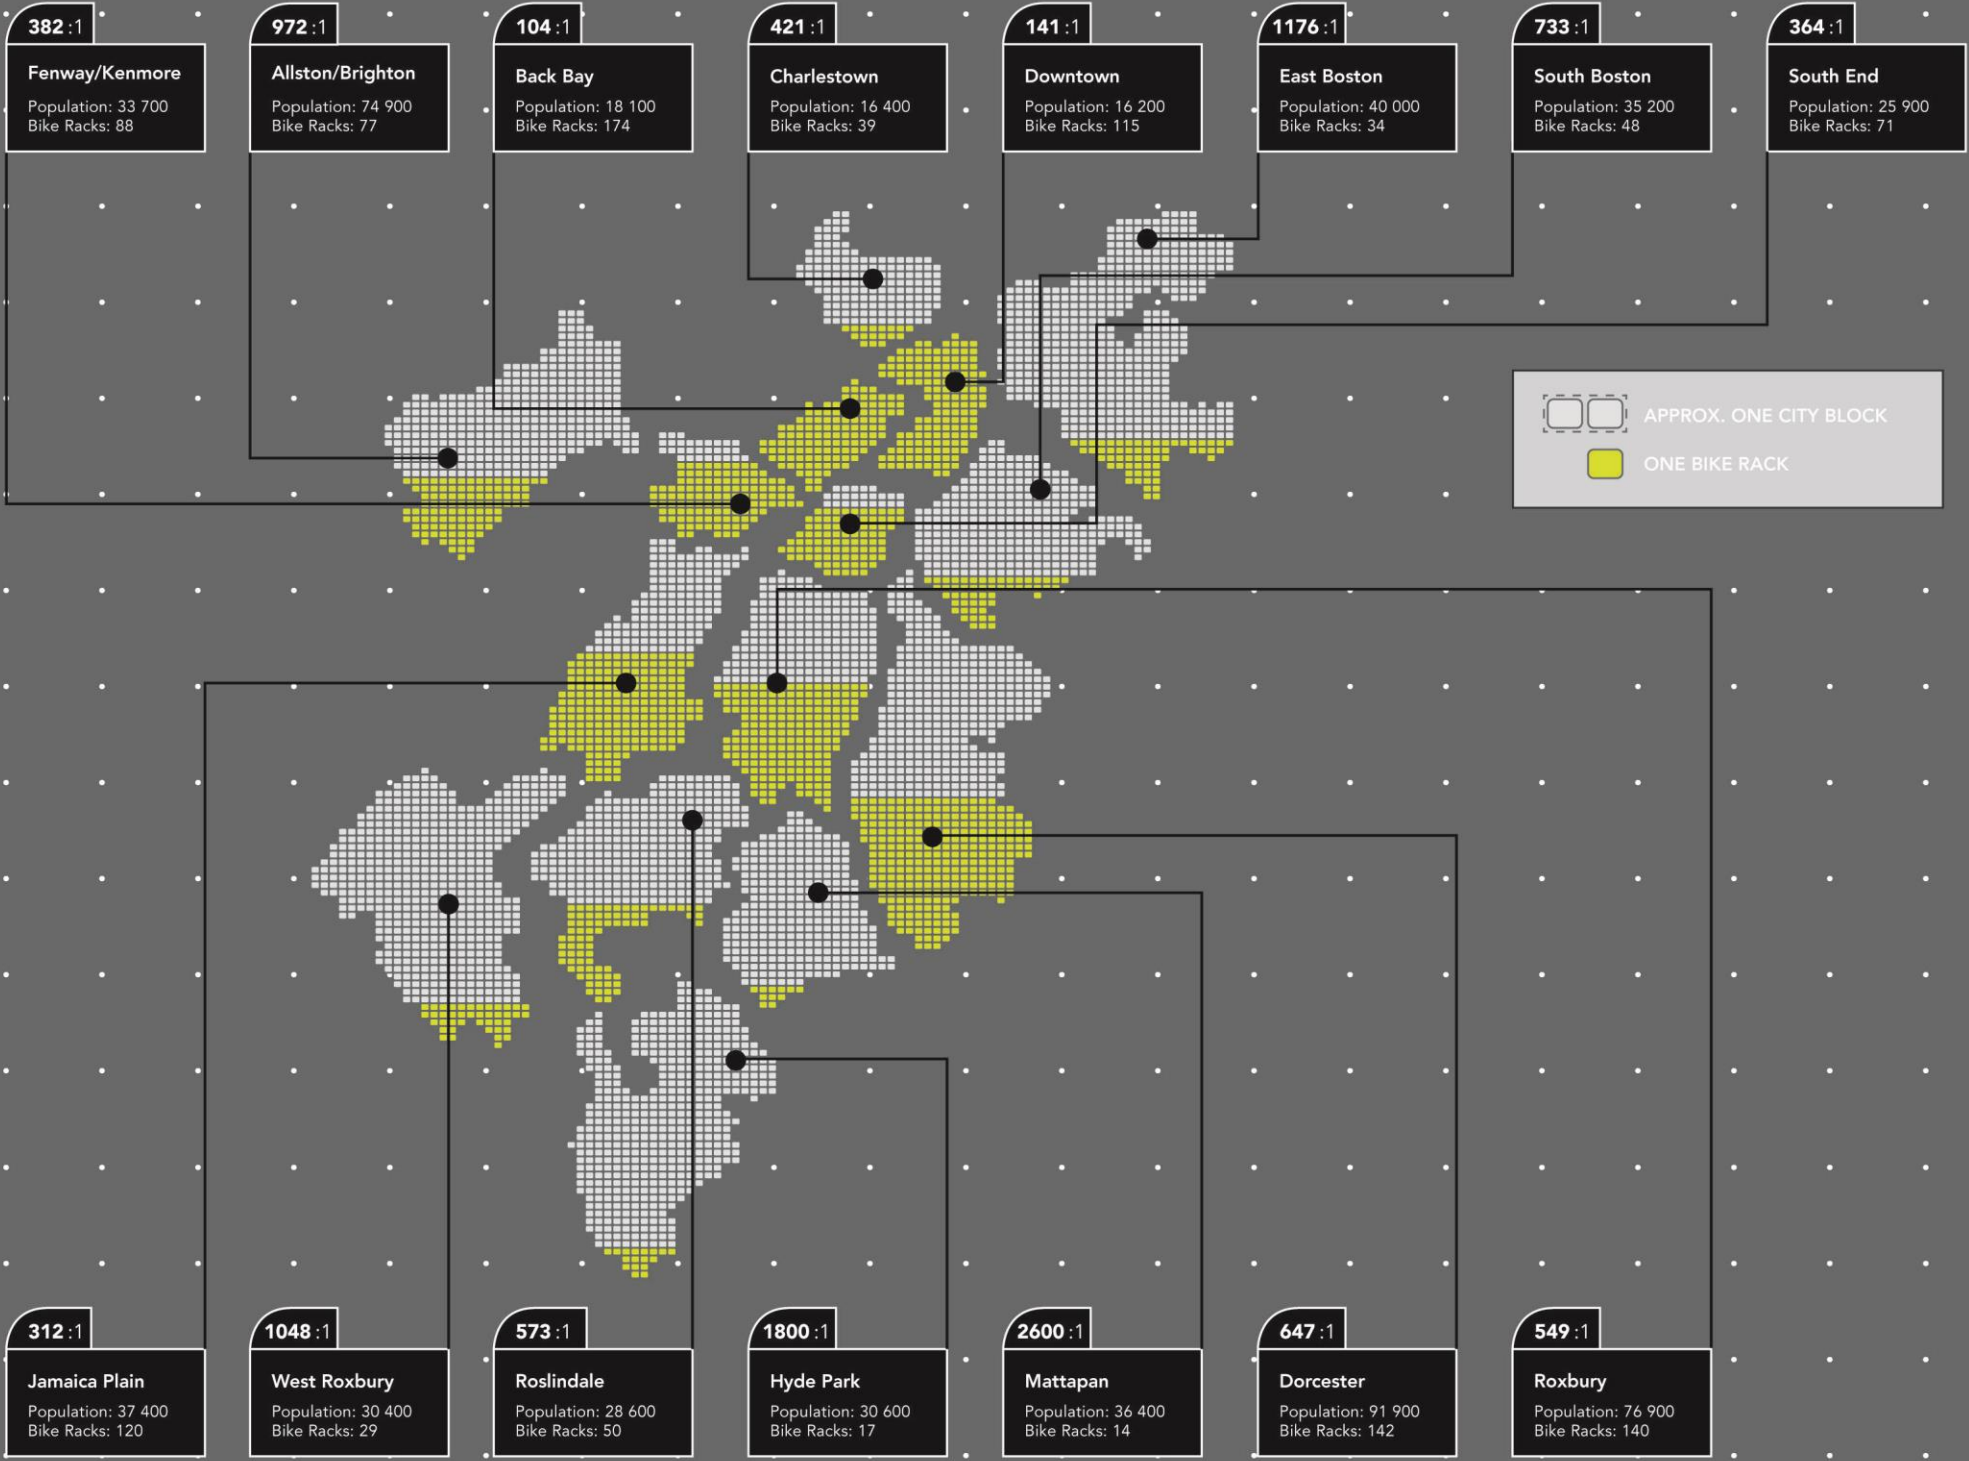 382 :1
Fenway/Kenmore
Population: 33 700
Bike Racks: 88
972 :1
Allston/Brighton
Population: 74 900
Bike Racks: 77
104 :1
Back Bay
Population: 18 100
Bike Racks: 174
421 :1
Charlestown
Population: 16 400
Bike Racks: 39
141 :1
Downtown
Population: 16 200
Bike Racks: 115
1176 :1
East Boston
Population: 40 000
Bike Racks: 34
733 :1
South Boston
Population: 35 200
Bike Racks: 48
364 :1
South End
Population: 25 900
Bike Racks: 71
APPROX. ONE CITY BLOCK
ONE BIKE RACK
312 :1
Jamaica Plain
Population: 37 400
Bike Racks: 120
1048 :1
West Roxbury
Population: 30 400
Bike Racks: 29
573 :1
Roslindale
Population: 28 600
Bike Racks: 50
1800 :1
Hyde Park
Population: 30 600
Bike Racks: 17
2600 :1
Mattapan
Population: 36 400
Bike Racks: 14
647 :1
Dorcester
Population: 91 900
Bike Racks: 142
549 :1
Roxbury
Population: 76 900
Bike Racks: 140